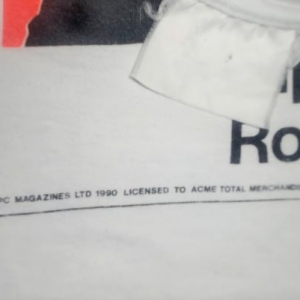 Ro
PC MAGAZINES LTD 1990 LICENSED TO ACME TOTAL MERCHANDI